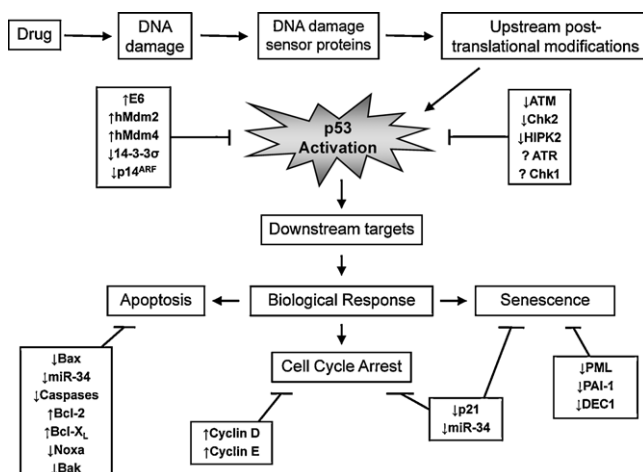 Drug
DNA
damage
DNA damage
sensor proteins
Upstream post-
translational modifications
↑E6
↑hMdm2
↑hMdm4
↓14-3-3σ
↓p14ARF
p53
Activation
↓ATM
↓Chk2
↓HIPK2
? ATR
? Chk1
Downstream targets
Apoptosis
Biological Response
Senescence
Cell Cycle Arrest
↓Bax
↓miR-34
↓Caspases
↑Bcl-2
↑Bcl-XL
↓Noxa
↓Bak
↑Cyclin D
↑Cyclin E
↓p21
↓miR-34
↓PML
↓PAI-1
↓DEC1